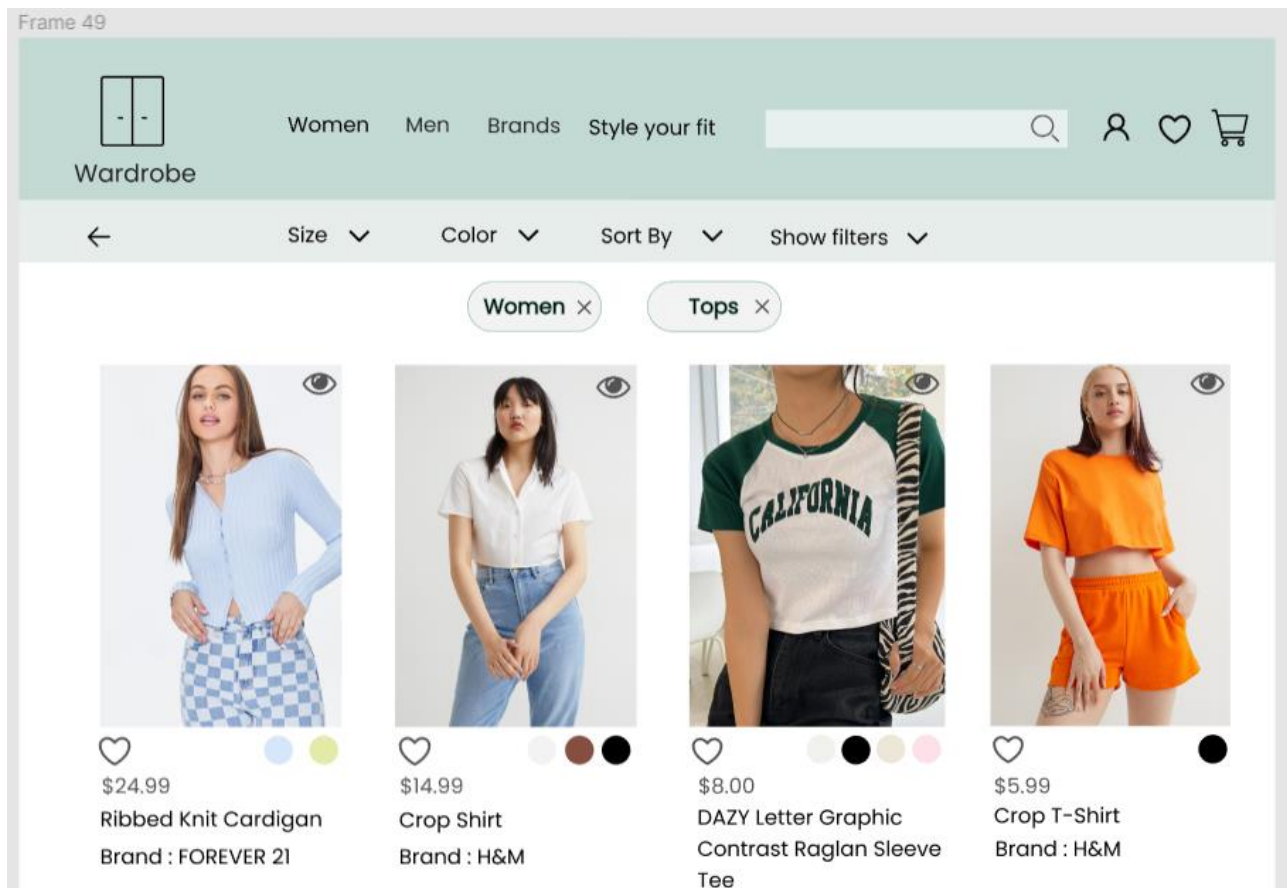 Frame 49
Women Men Brands Style your fit
Wardrobe
Size Color Sort By Show filters
Women Tops
CALIFORNIA
$24.99 $14.99 $8.00 $5.99
Ribbed Knit Cardigan Crop Shirt DAZY Letter Graphic Crop T-Shirt
Brand : FOREVER 21 Brand : H&M Contrast Raglan Sleeve Brand : H&M
Tee